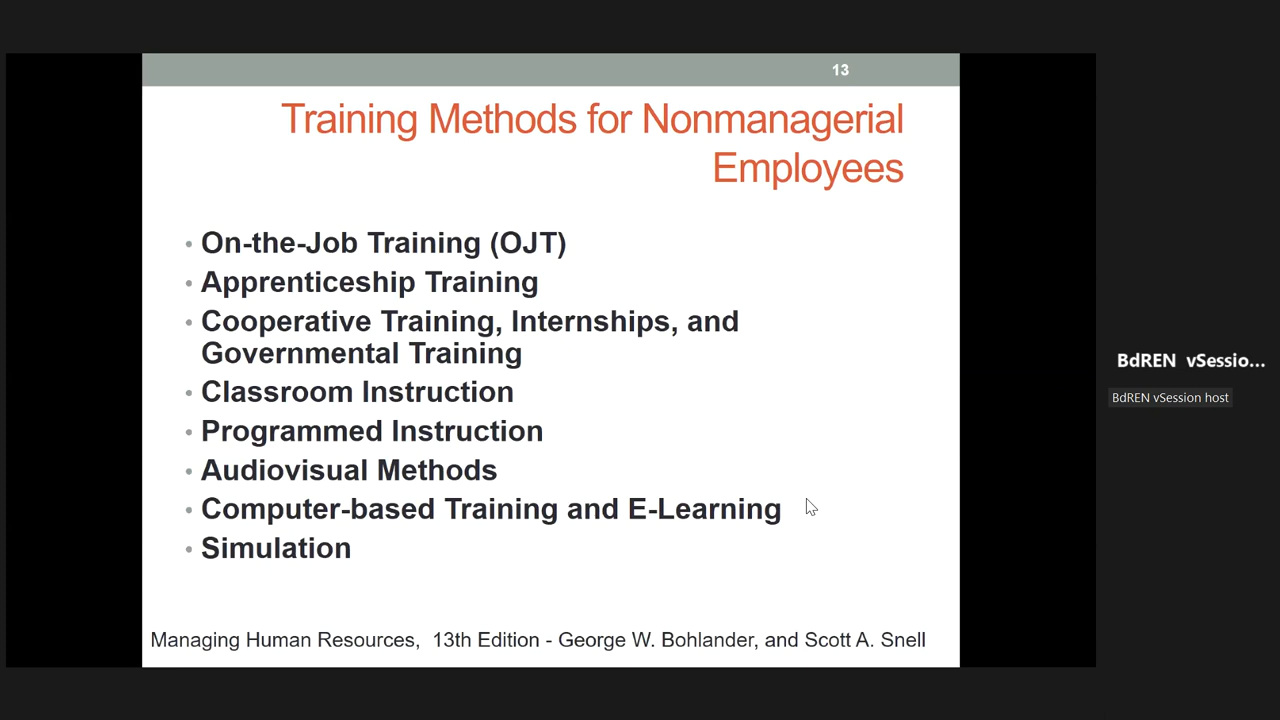 13
Training Methods for Nonmanagerial
Employees
• On-the-Job Training (OJT)
• Apprenticeship Training
• Cooperative Training, Internships, and
Governmental Training
• Classroom Instruction
• Programmed Instruction
• Audiovisual Methods
• Computer-based Training and E-Learning
• Simulation
Managing Human Resources, 13th Edition - George W. Bohlander, and Scott A. Snell
BdREN vSessio...
BdREN vSession host